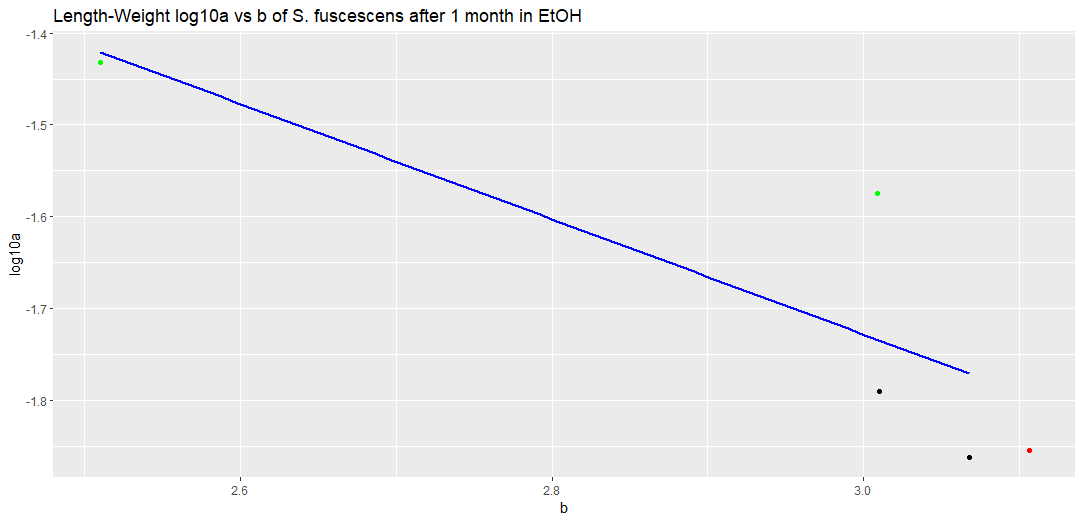 Length-Weight log10a vs b of S. fuscescens after 1 month in EtOH
-1.4
-1.5
-1.6
-1.7
-1.8
log10a
2.6
2.8
3.0
b